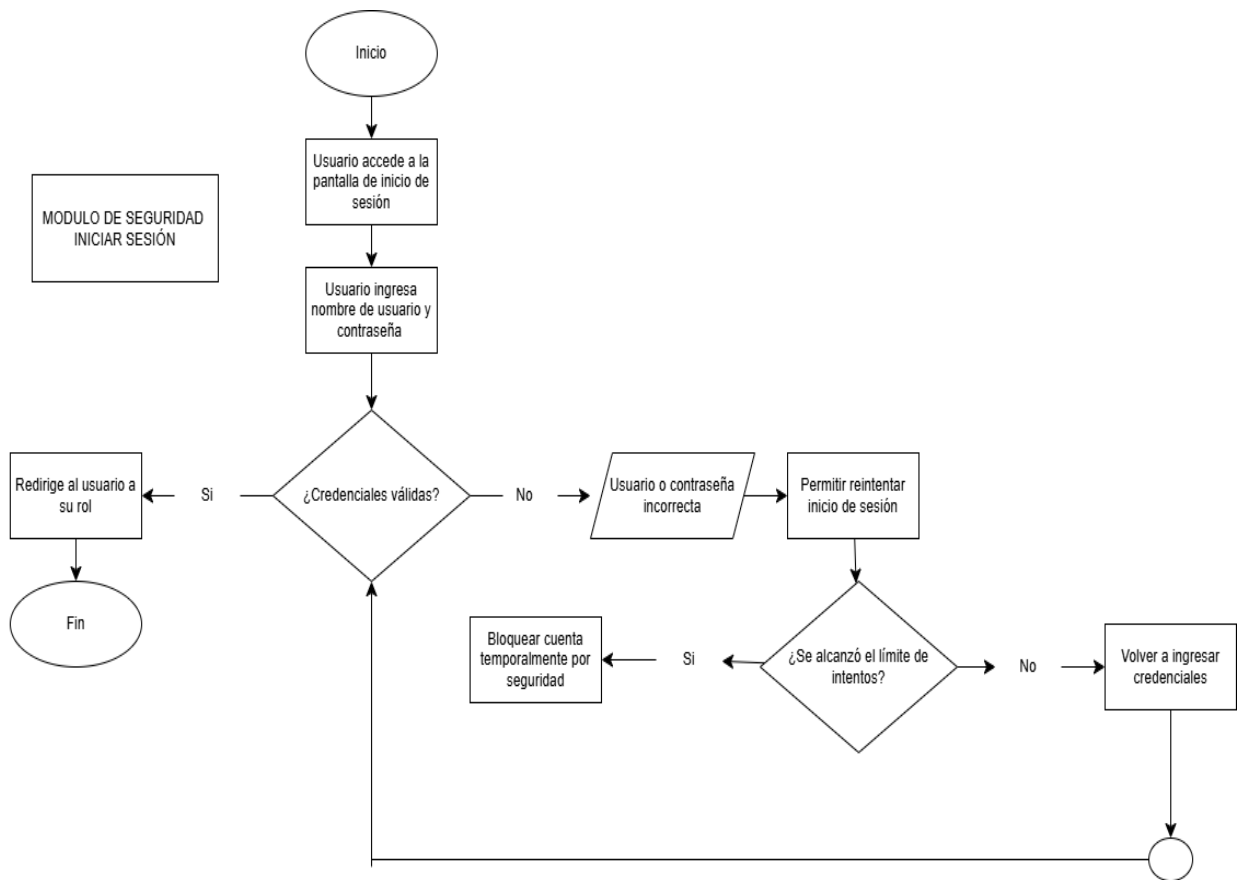 Inicio
Usuario accede a la
pantalla de inicio de
sesión
MODULO DE SEGURIDAD
INICIAR SESIÓN
Usuario ingresa
nombre de usuario y
contraseña
Redirige al usuario a
su rol
Si
¿Credenciales válidas?
No
Usuario o contraseña
incorrecta
Permitir reintentar
inicio de sesión
Fin
Bloquear cuenta
temporalmente por
seguridad
Si
¿Se alcanzó el límite de
intentos?
No
Volver a ingresar
credenciales